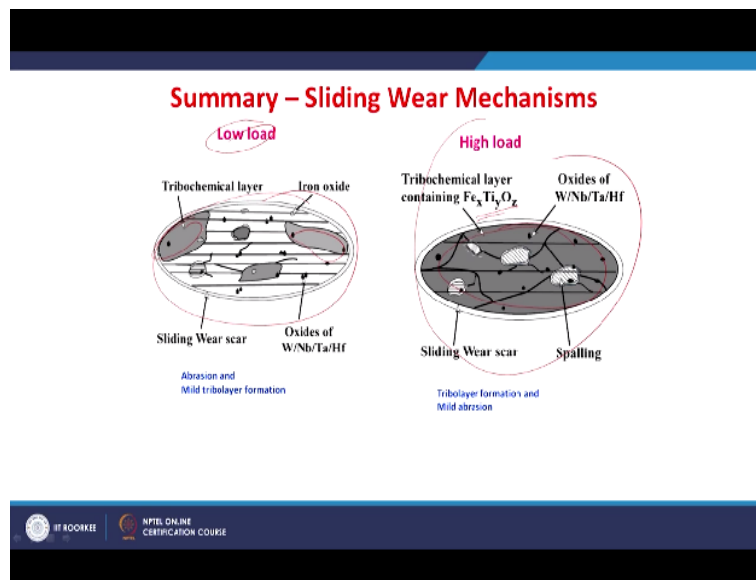 Summary – Sliding Wear Mechanisms
Low load
High load
Tribochemical layer
Iron oxide
Sliding Wear scar
Oxides of
W/Nb/Ta/Hf
Abrasion and
Mild tribolayer formation
Tribochemical layer
containing FeₓTiᵧO_z
Oxides of
W/Nb/Ta/Hf
Sliding Wear scar
Spalling
Tribolayer formation and
Mild abrasion
IIT ROORKEE
NPTEL ONLINE
CERTIFICATION COURSE